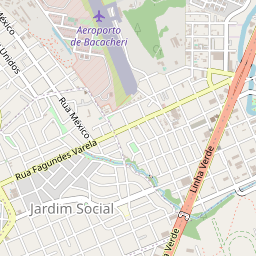 México
Unidos
Aeroporto
de Bacacheri
Rua México
Rua Fagundes Varela
Linha Verde
Jardim Social
Verde